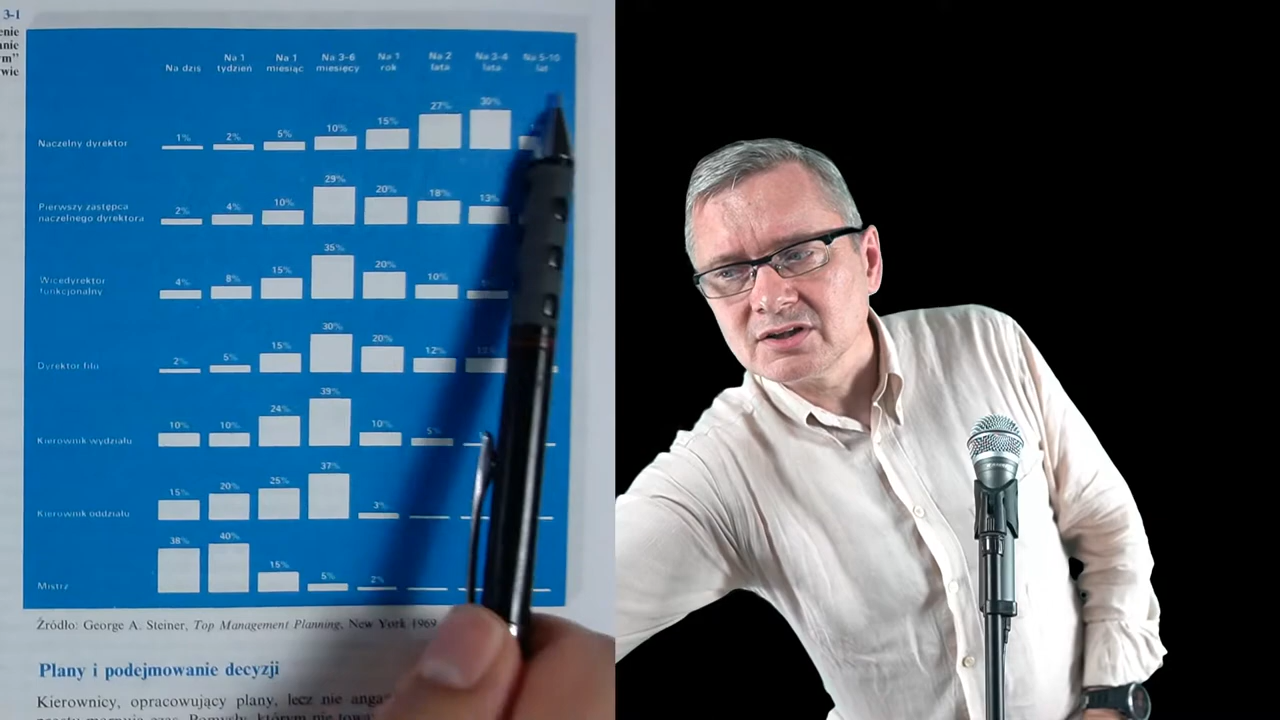 3-1
enie
anie
ym”
wie
Na dziś
Na 1 tydzień
Na 1 miesiąc
Na 3-6 miesięcy
Na 1 rok
Na 2 lata
Na 3-4 lata
Na 5-10 lat
Naczelny dyrektor
1% 2% 5% 10% 15% 27% 30%
Pierwszy zastępca
naczelnego dyrektora
2% 4% 10% 29% 20% 18% 13%
Wicedyrektor
funkcjonalny
4% 8% 15% 35% 20% 10%
Dyrektor filii
2% 5% 15% 30% 20% 12% 12%
Kierownik wydziału
10% 10% 24% 39% 10% 5%
Kierownik oddziału
15% 20% 25% 37% 3%
Mistrz
38% 40% 15% 5% 2%
Źródło: George A. Steiner, Top Management Planning, New York 1969
Plany i podejmowanie decyzji
Kierownicy, opracowujący plany, lecz nie anga